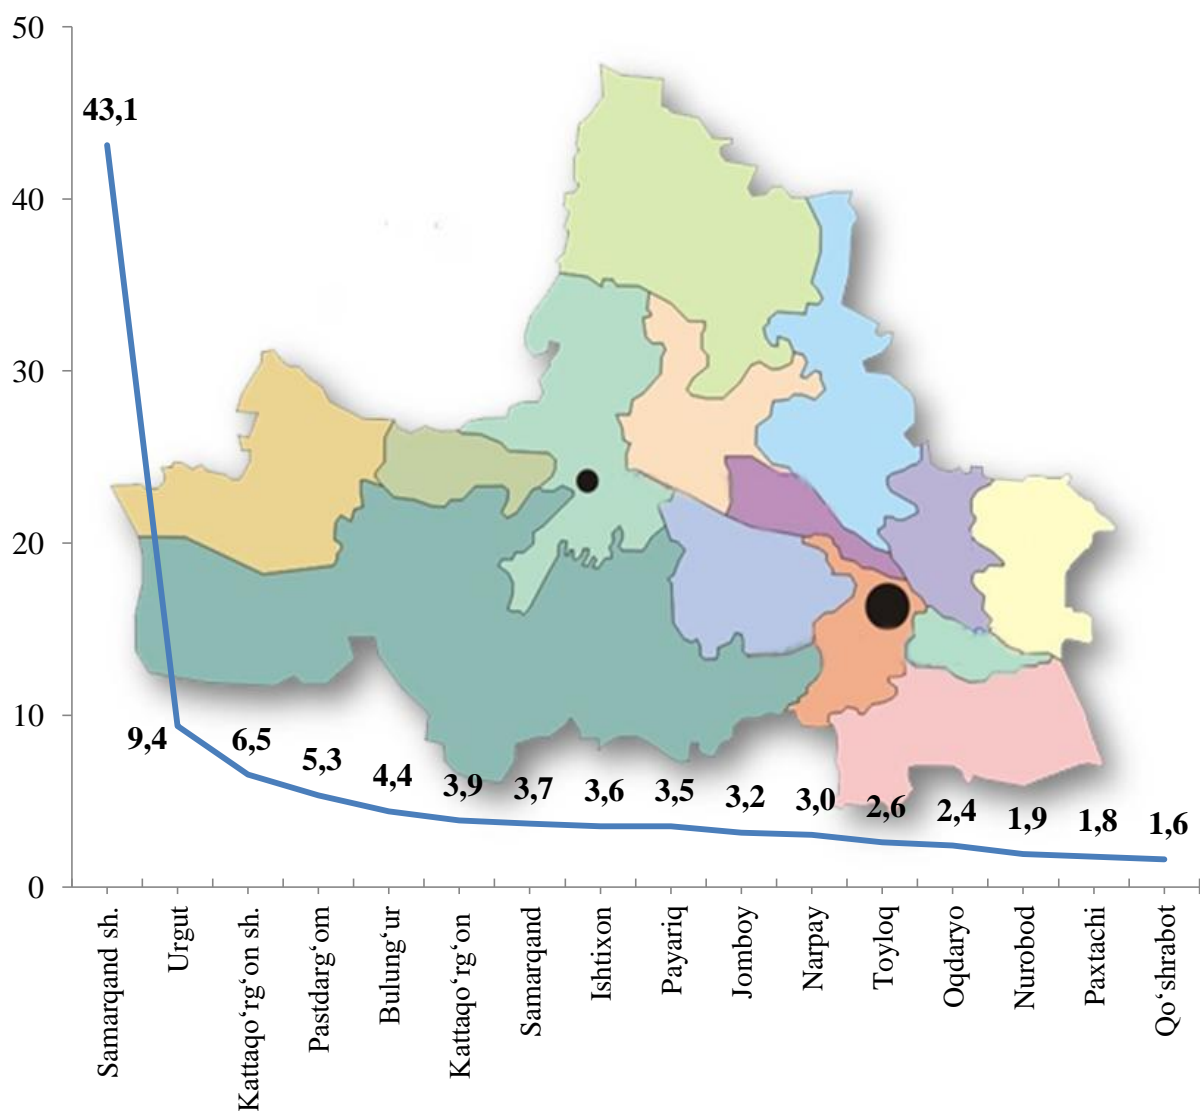 50
40
30
20
10
0
43,1
9,4
6,5
5,3
4,4
3,9
3,7
3,6
3,5
3,2
3,0
2,6
2,4
1,9
1,8
1,6
Samarqand sh.
Urgut
Kattaqo‘rg‘on sh.
Pastdarg‘om
Bulung‘ur
Kattaqo‘rg‘on
Samarqand
Ishtixon
Payariq
Jomboy
Narpay
Toyloq
Oqdaryo
Nurobod
Paxtachi
Qo‘shrabot